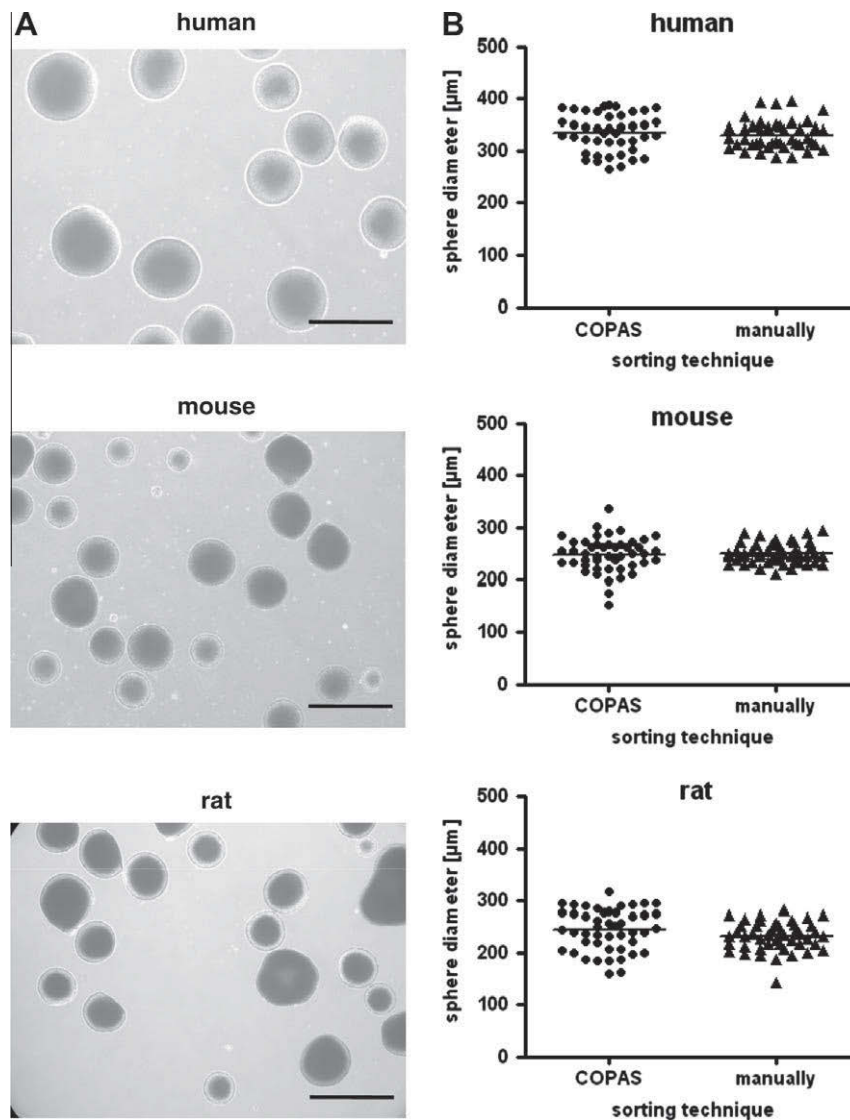 A
human
mouse
rat
B
human
500
400
300
200
100
0
sphere diameter [µm]
COPAS manually
sorting technique
mouse
500
400
300
200
100
0
sphere diameter [µm]
COPAS manually
sorting technique
rat
500
400
300
200
100
0
sphere diameter [µm]
COPAS manually
sorting technique